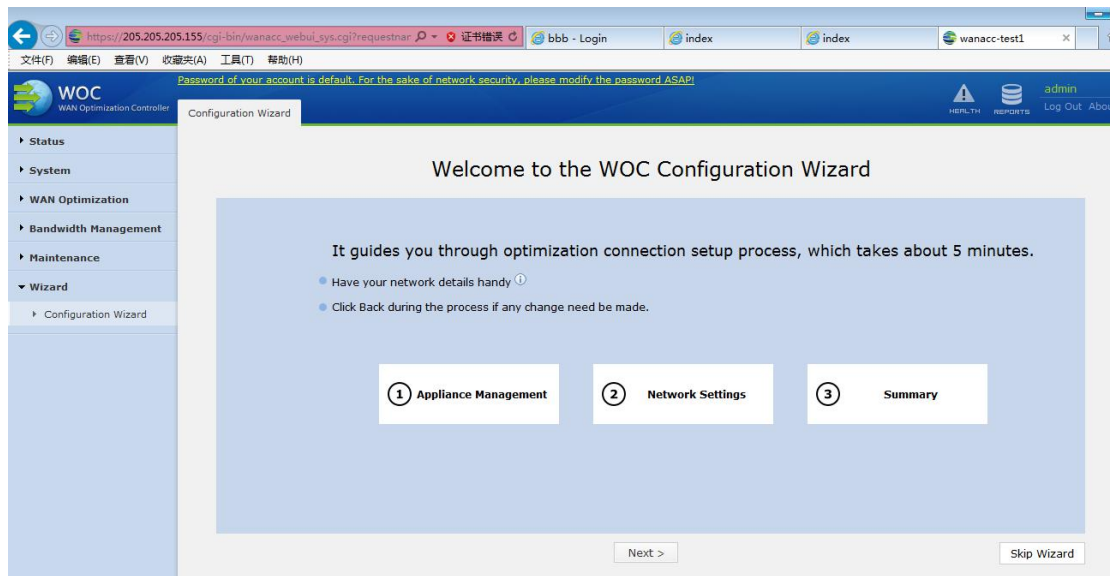 https://205.205.205.155/cgi-bin/wanacc_webui_sys.cgi?requestnar
证书错误
bbb - Login
index
index
wanacc-test1
文件(F) 编辑(E) 查看(V) 收藏夹(A) 工具(T) 帮助(H)
WOC
WAN Optimization Controller
Password of your account is default. For the sake of network security, please modify the password ASAP!
Configuration Wizard
HEALTH
REPORTS
admin
Log Out Abou
Status
System
WAN Optimization
Bandwidth Management
Maintenance
Wizard
Configuration Wizard
Welcome to the WOC Configuration Wizard
It guides you through optimization connection setup process, which takes about 5 minutes.
Have your network details handy
Click Back during the process if any change need be made.
1 Appliance Management
2 Network Settings
3 Summary
Next >
Skip Wizard